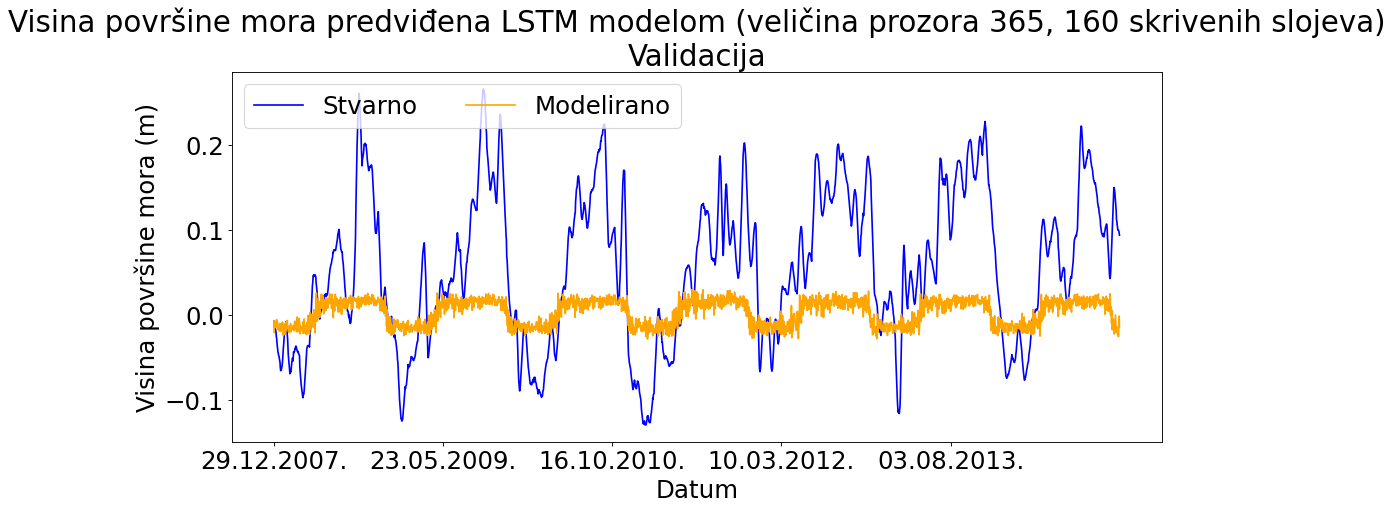 Visina površine mora predviđena LSTM modelom (veličina prozora 365, 160 skrivenih slojeva)
Validacija
Stvarno
Modelirano
Visina površine mora (m)
0.2
0.1
0.0
−0.1
29.12.2007.
23.05.2009.
16.10.2010.
10.03.2012.
03.08.2013.
Datum